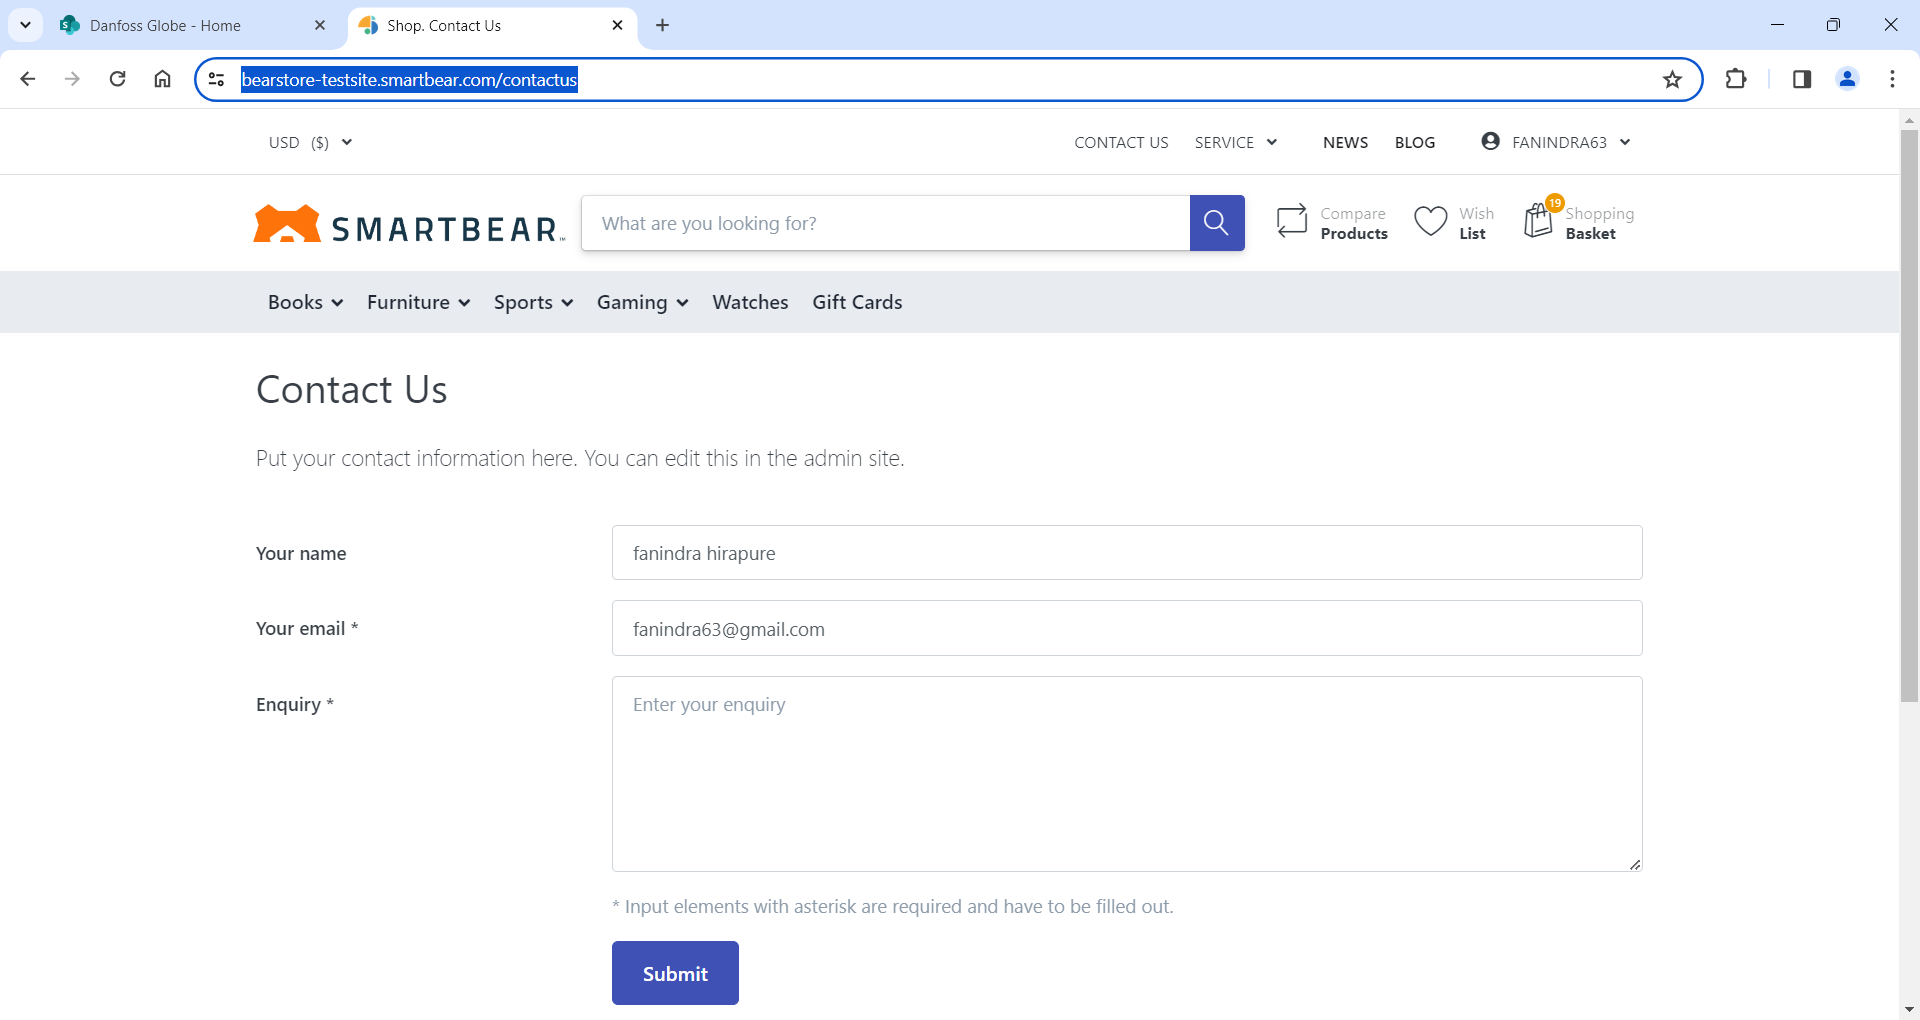 Danfoss Globe - Home
Shop. Contact Us
bearstore-testsite.smartbear.com/contactus
USD ($)
CONTACT US SERVICE NEWS BLOG FANINDRA63
SMARTBEAR™
What are you looking for?
Compare
Products
Wish
List
19
Shopping
Basket
Books Furniture Sports Gaming Watches Gift Cards
Contact Us
Put your contact information here. You can edit this in the admin site.
Your name
fanindra hirapure
Your email *
fanindra63@gmail.com
Enquiry *
Enter your enquiry
* Input elements with asterisk are required and have to be filled out.
Submit